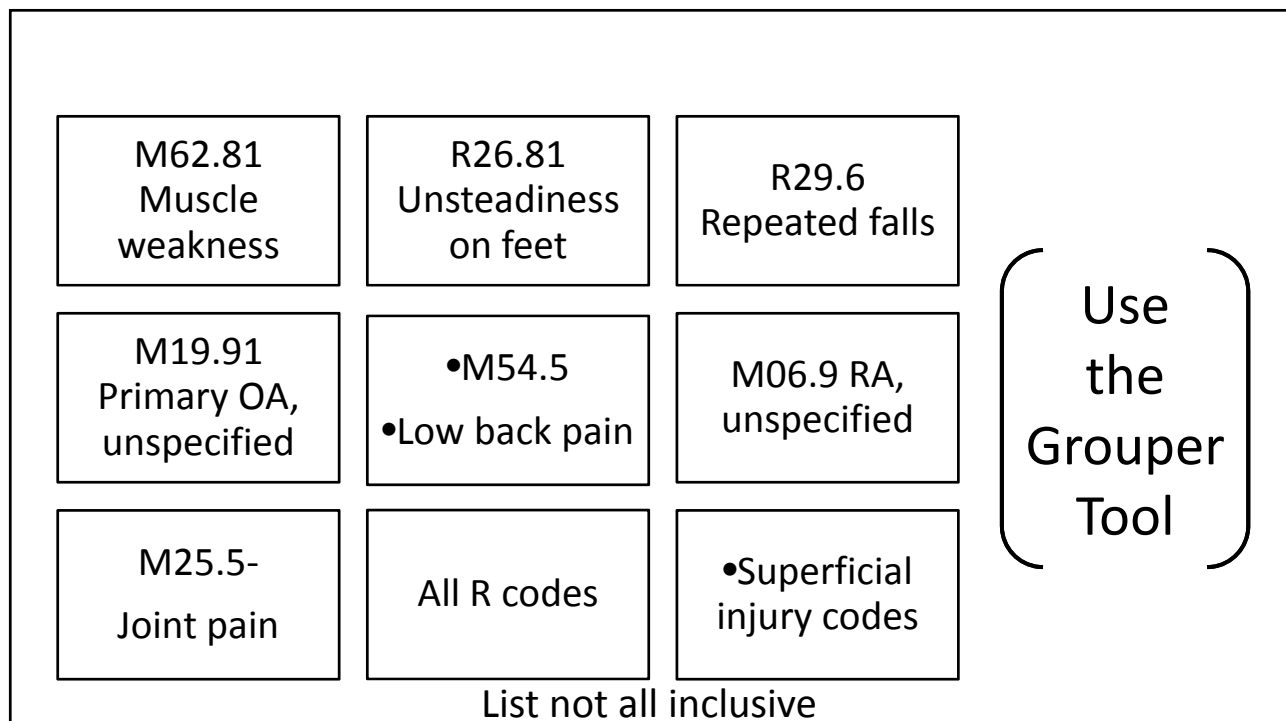 M62.81
Muscle
weakness
R26.81
Unsteadiness
on feet
R29.6
Repeated falls
M19.91
Primary OA,
unspecified
•M54.5
•Low back pain
M06.9 RA,
unspecified
M25.5-
Joint pain
All R codes
•Superficial
injury codes
Use
the
Grouper
Tool
List not all inclusive